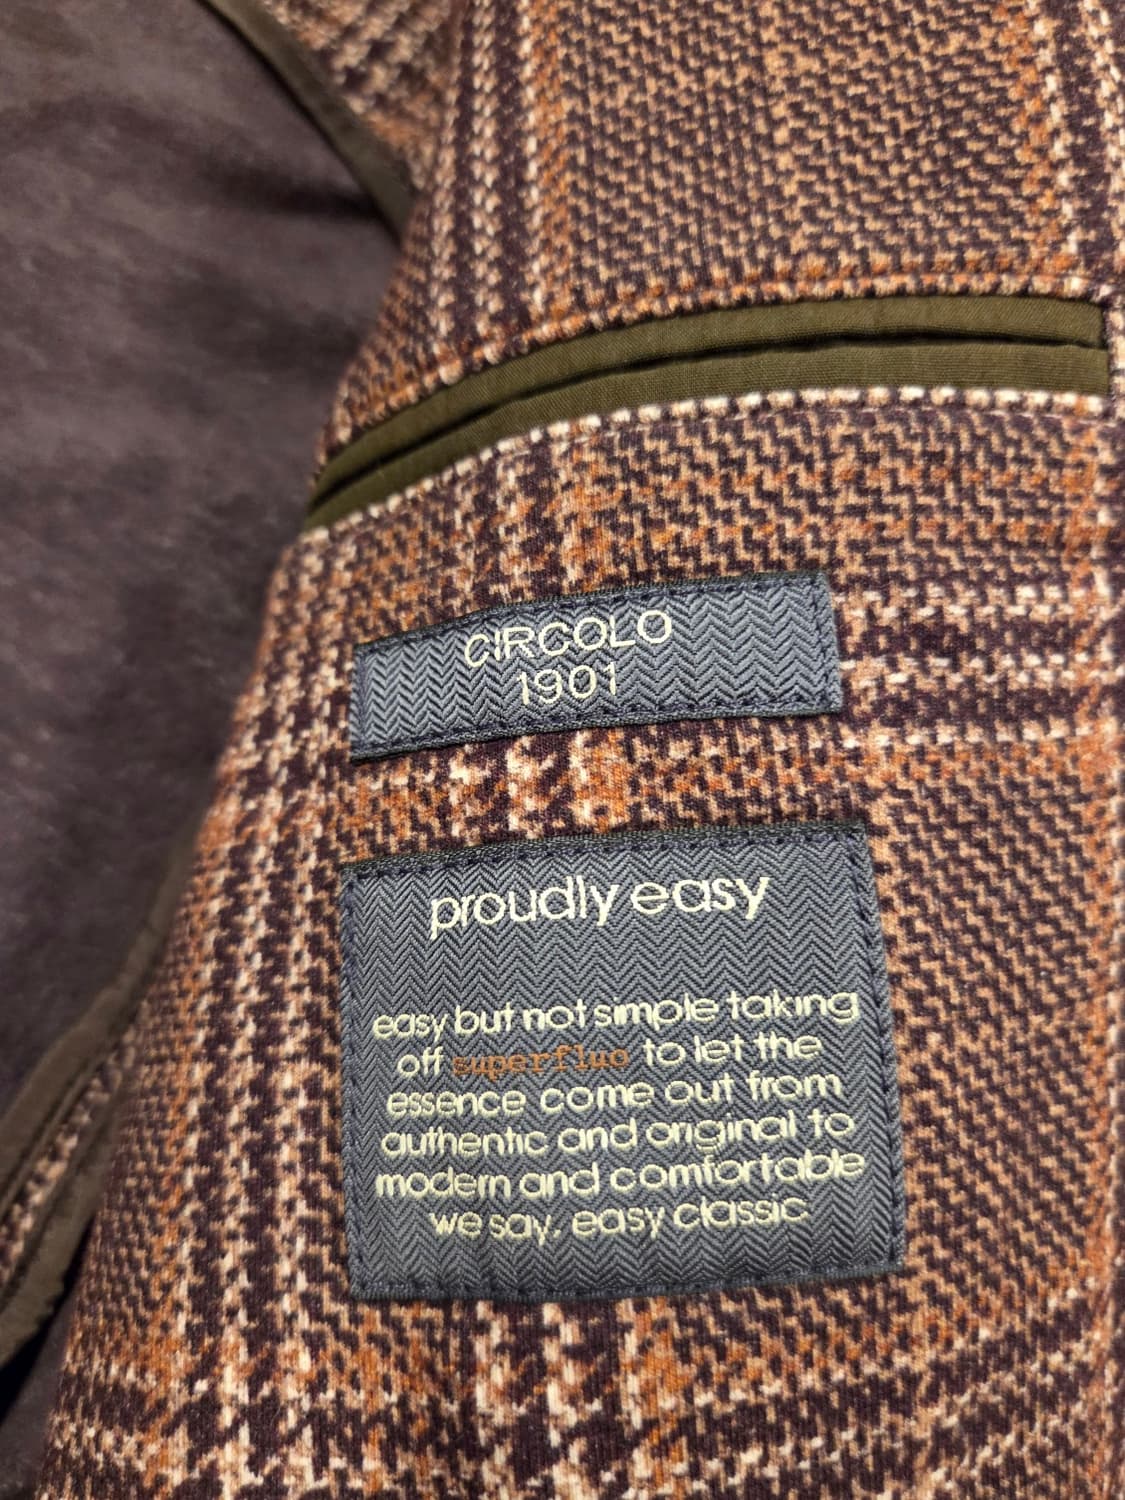 CIRCOLO
1901
proudly easy
easy but not simple taking
off superfluo to let the
essence come out from
authentic and original to
modern and comfortable
we say, easy classic